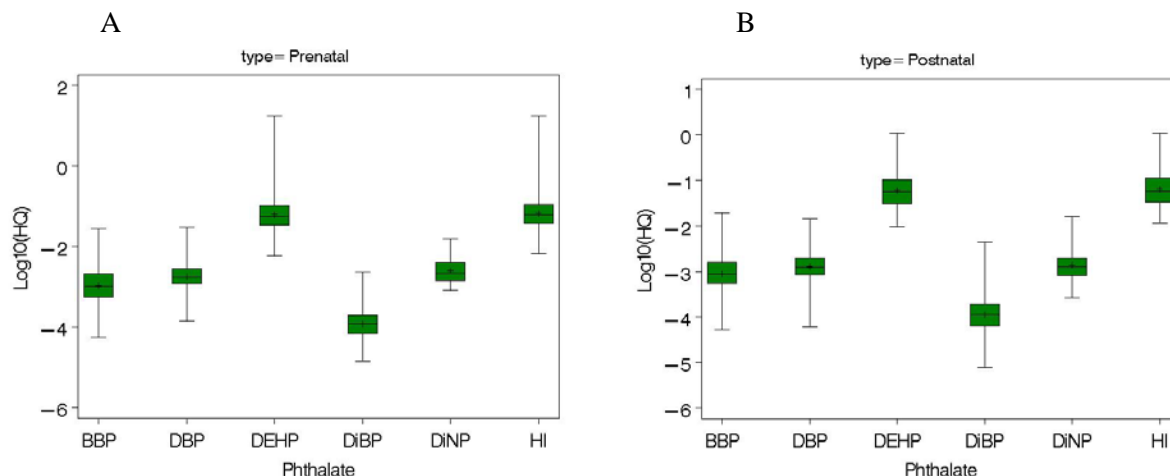 A
type= Prenatal
2
0
−2
−4
−6
Log10(HQ)
BBP DBP DEHP DiBP DiNP HI
Phthalate
B
type= Postnatal
1
0
−1
−2
−3
−4
−5
−6
Log10(HQ)
BBP DBP DEHP DiBP DiNP HI
Phthalate